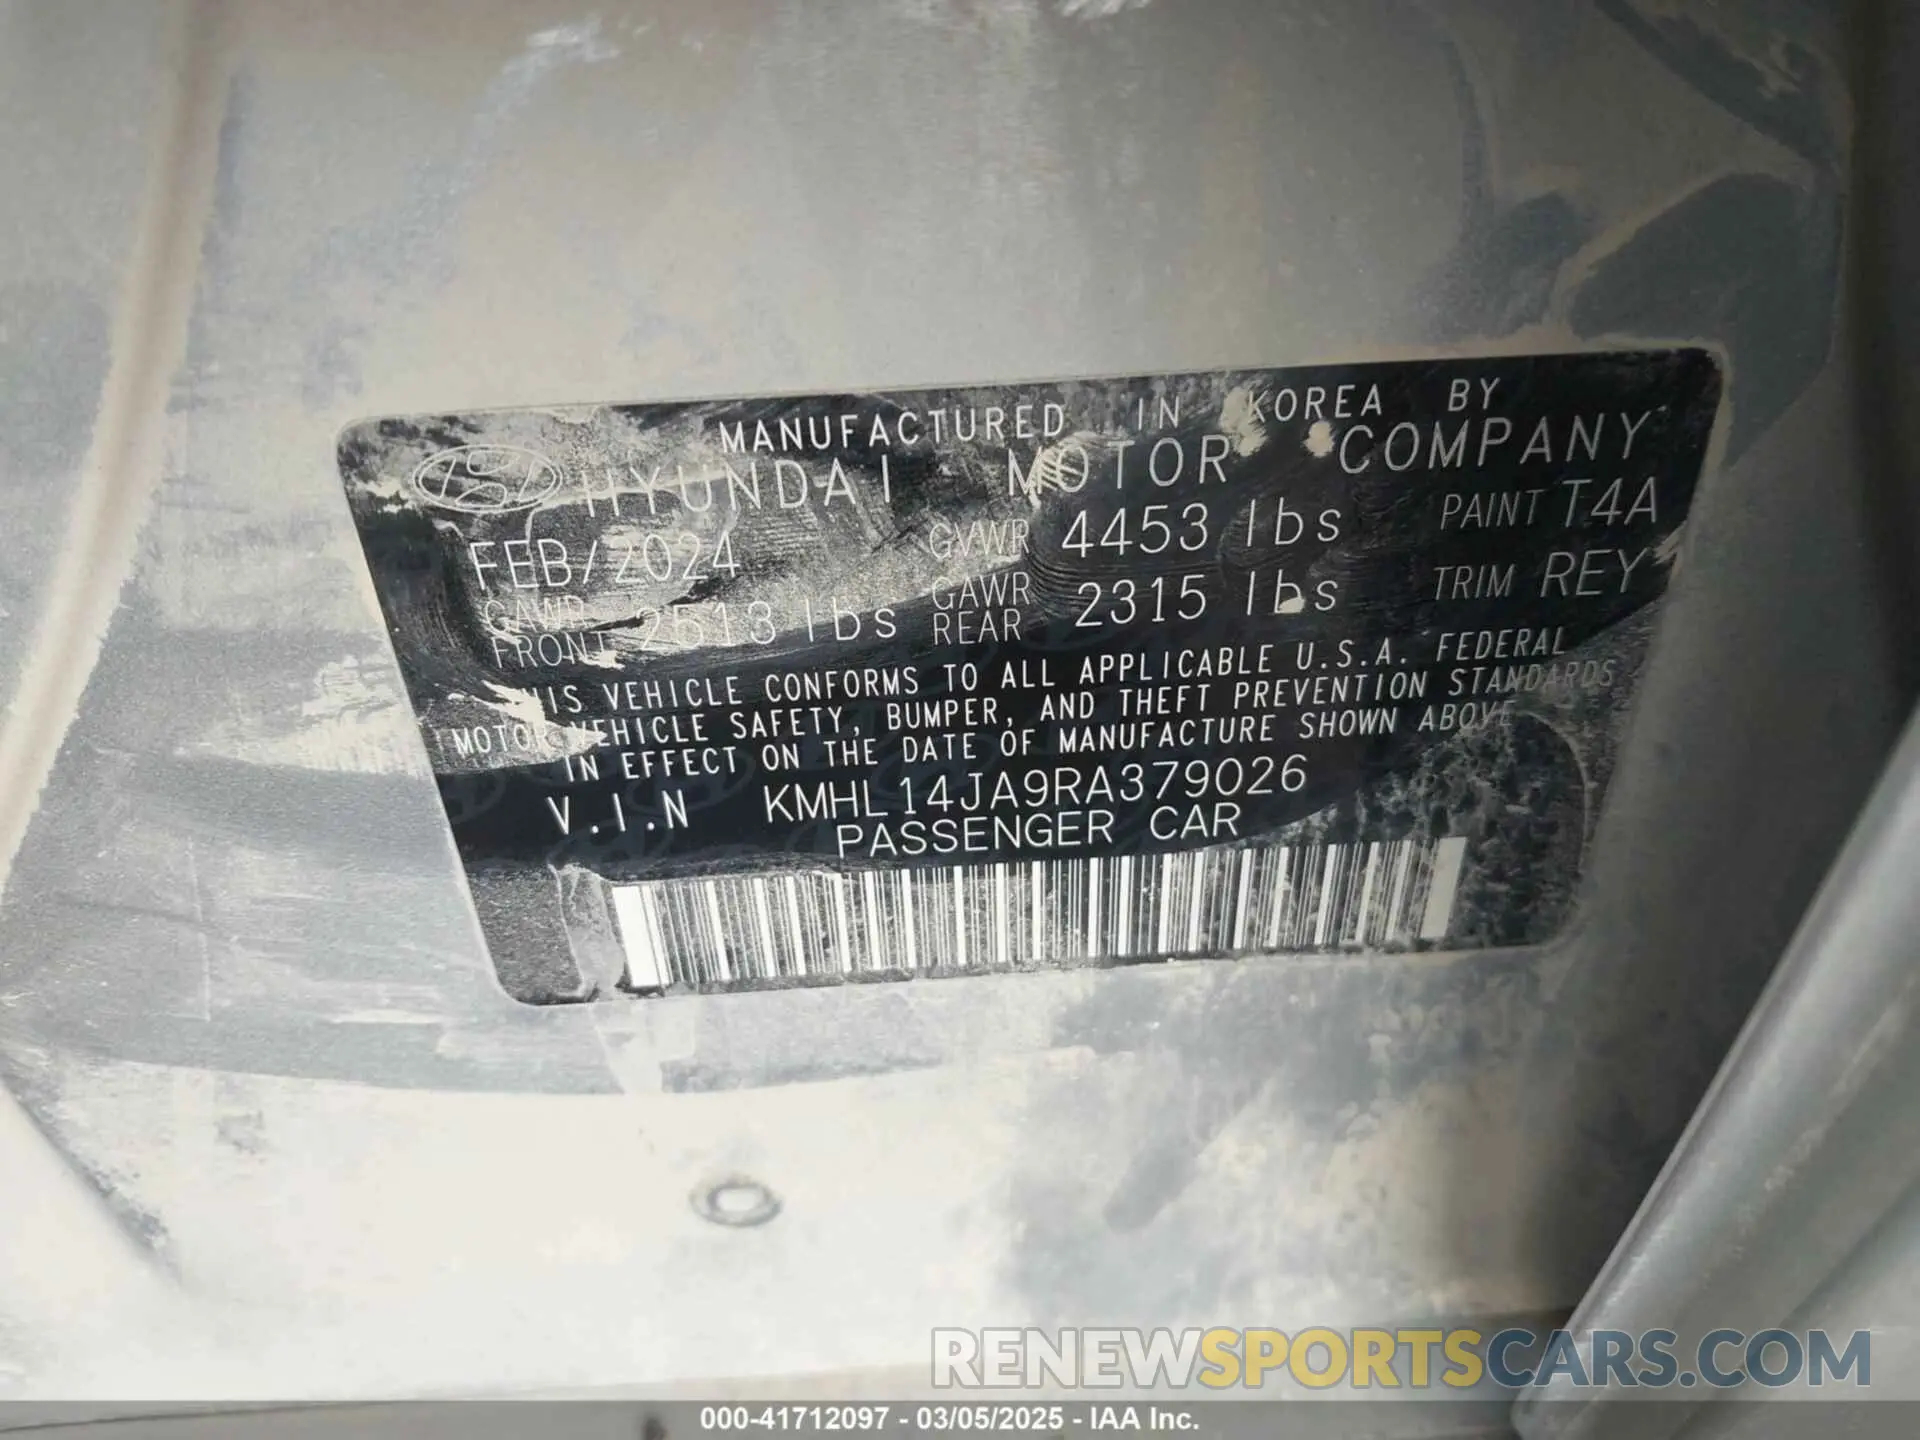 MANUFACTURED IN KOREA BY
HYUNDAI MOTOR COMPANY
FEB/2024 GVWR 4453 lbs PAINT T4A
GAWR FRONT 2513 lbs GAWR REAR 2315 lbs TRIM REY
THIS VEHICLE CONFORMS TO ALL APPLICABLE U.S.A. FEDERAL
MOTOR VEHICLE SAFETY, BUMPER, AND THEFT PREVENTION STANDARDS
IN EFFECT ON THE DATE OF MANUFACTURE SHOWN ABOVE
V.I.N KMHL14JA9RA379026
PASSENGER CAR
RENEWSPORTSCARS.COM
000-41712097 - 03/05/2025 - IAA Inc.